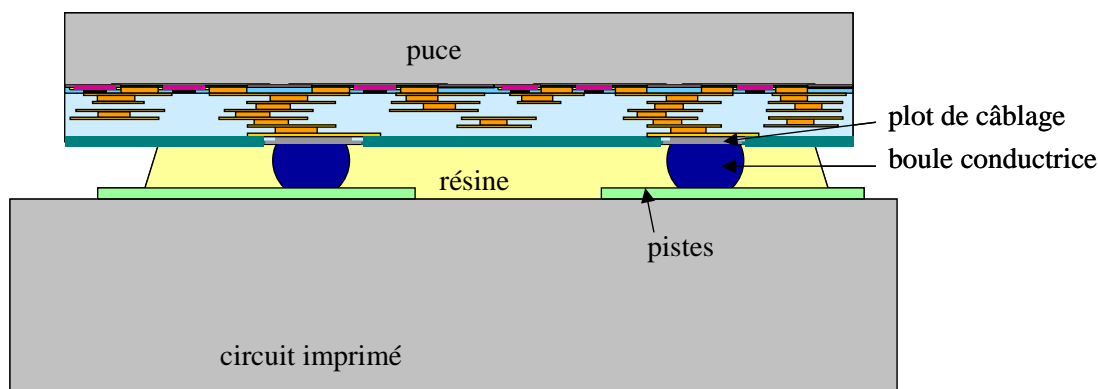 puce
plot de câblage
boule conductrice
résine
pistes
circuit imprimé